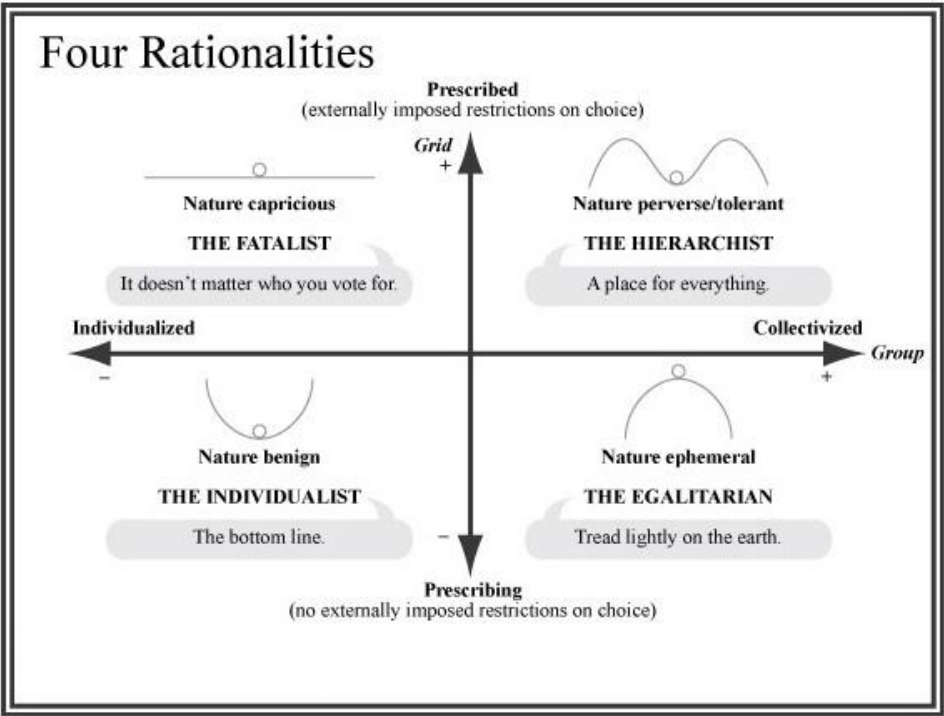 Four Rationalities
Prescribed
(externally imposed restrictions on choice)
Grid
+
Nature capricious
Nature perverse/tolerant
THE FATALIST
THE HIERARCHIST
It doesn't matter who you vote for.
A place for everything.
Individualized
Collectivized
Group
–
+
Nature benign
Nature ephemeral
THE INDIVIDUALIST
THE EGALITARIAN
The bottom line.
–
Tread lightly on the earth.
Prescribing
(no externally imposed restrictions on choice)